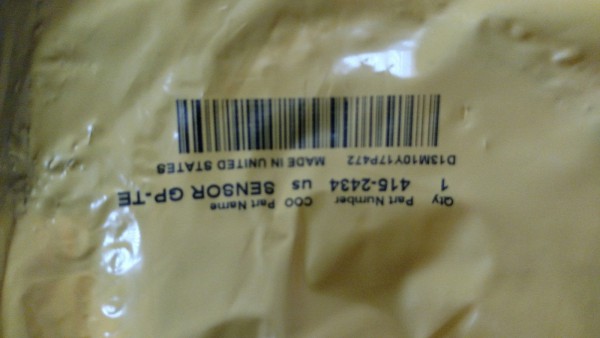 Qty Part Number COO Part Name
1 415-2434 US SENSOR GP-TE
D13M10Y17P472 MADE IN UNITED STATES